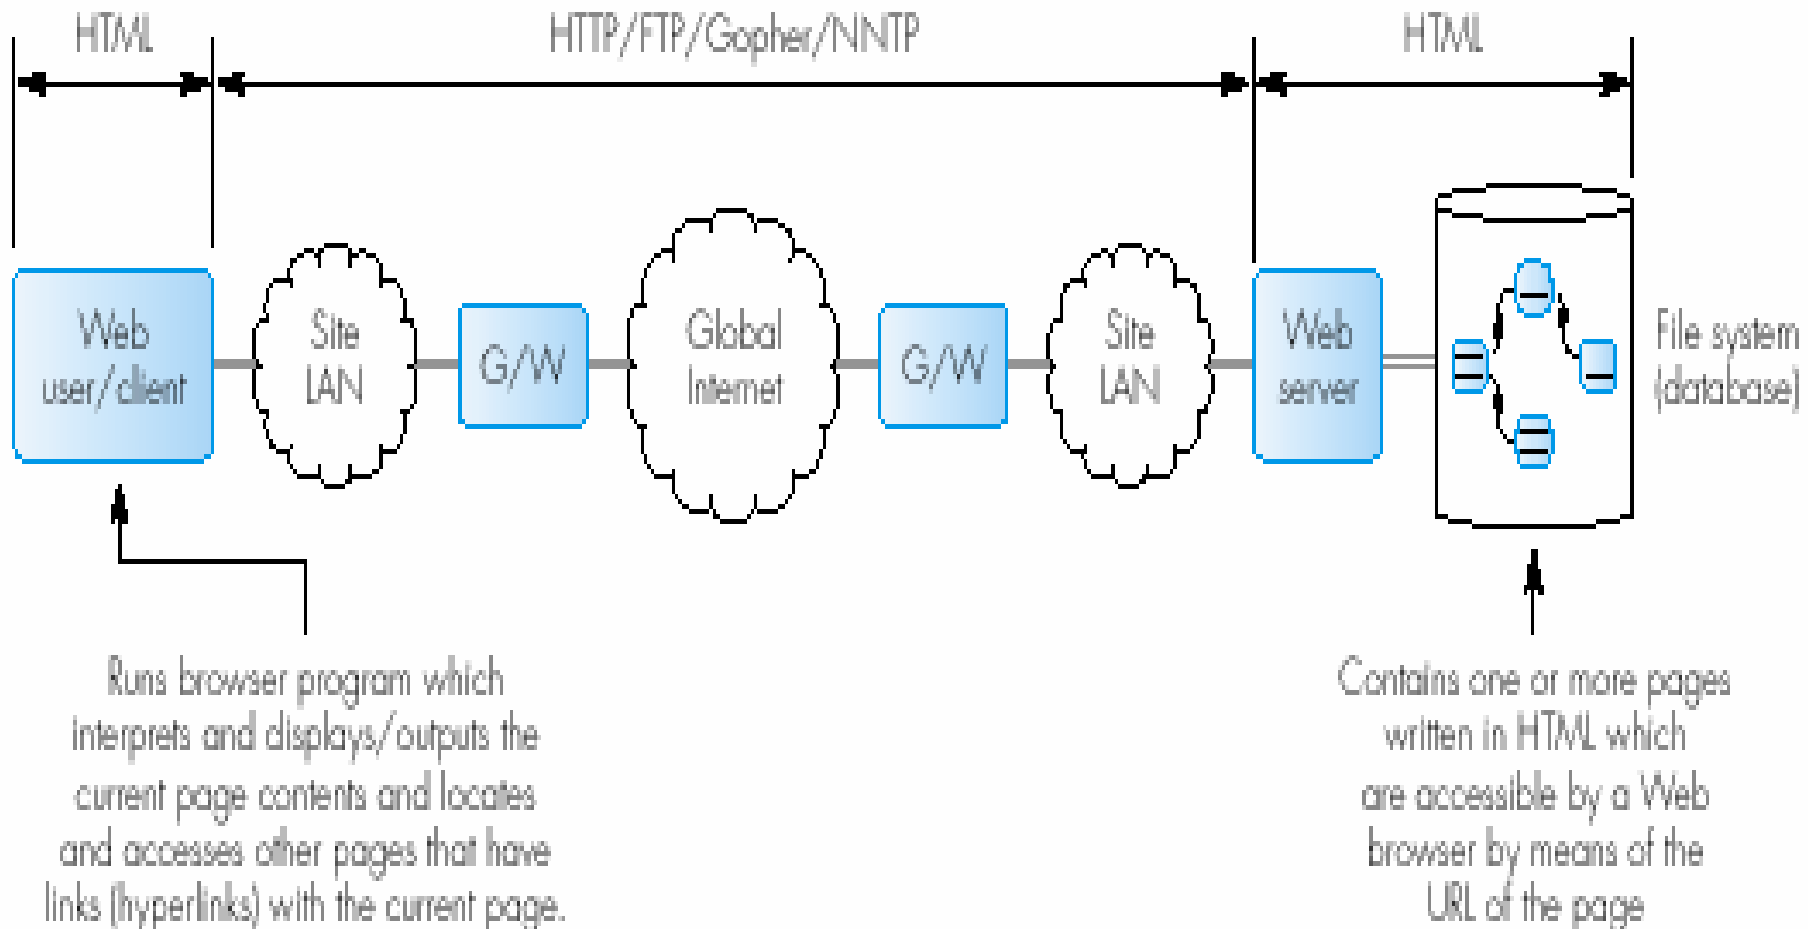 HTML
HTTP/FTP/Gopher/NNTP
HTML
Web
user/client
Site
LAN
G/W
Global
Internet
G/W
Site
LAN
Web
server
File system
(database)
Runs browser program which
interprets and displays/outputs the
current page contents and locates
and accesses other pages that have
links (hyperlinks) with the current page.
Contains one or more pages
written in HTML which
are accessible by a Web
browser by means of the
URL of the page